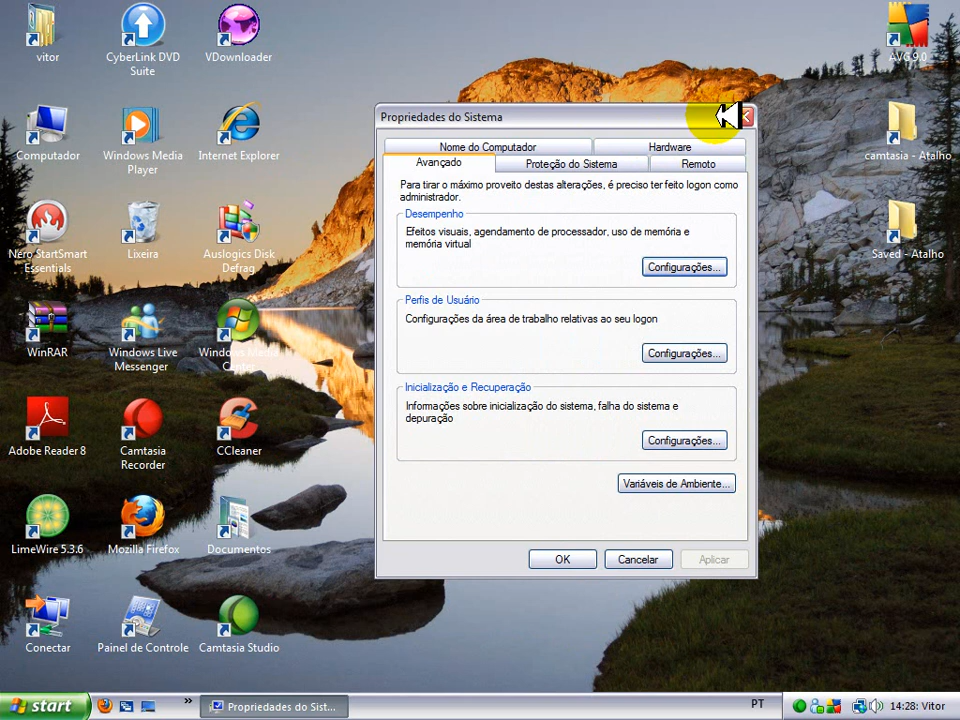 vitor
CyberLink DVD
Suite
VDownloader
AVG 9.0
Computador
Windows Media
Player
Internet Explorer
camtasia - Atalho
Nero StartSmart
Essentials
Lixeira
Auslogics Disk
Defrag
Saved - Atalho
WinRAR
Windows Live
Messenger
Windows Media
Center
Adobe Reader 8
Camtasia
Recorder
CCleaner
LimeWire 5.3.6
Mozilla Firefox
Documentos
Conectar
Painel de Controle
Camtasia Studio
Propriedades do Sistema
Nome do Computador
Hardware
Avançado
Proteção do Sistema
Remoto
Para tirar o máximo proveito destas alterações, é preciso ter feito logon como
administrador.
Desempenho
Efeitos visuais, agendamento de processador, uso de memória e
memória virtual
Configurações...
Perfis de Usuário
Configurações da área de trabalho relativas ao seu logon
Configurações...
Inicialização e Recuperação
Informações sobre inicialização do sistema, falha do sistema e
depuração
Configurações...
Variáveis de Ambiente...
OK
Cancelar
Aplicar
start
»
Propriedades do Sist...
PT
14:28: Vitor